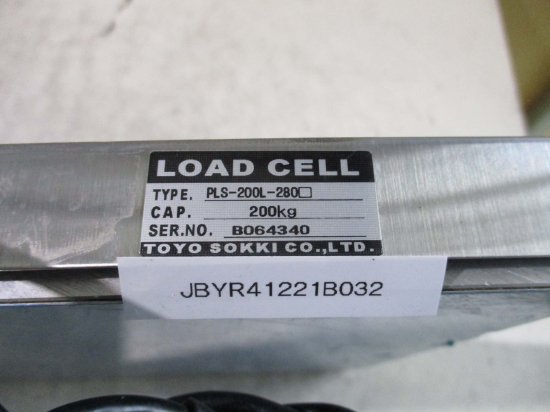 LOAD CELL
TYPE. PLS-200L-280□
CAP. 200kg
SER.NO. B064340
TOYO SOKKI CO.,LTD.
JBYR41221B032